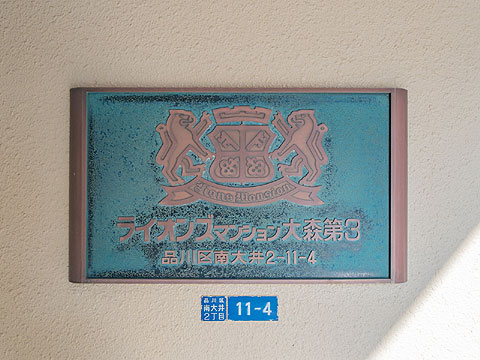 Lions Mansion
ライオンズマンション大森第3
品川区南大井2-11-4
品川区
南大井
2丁目
11-4